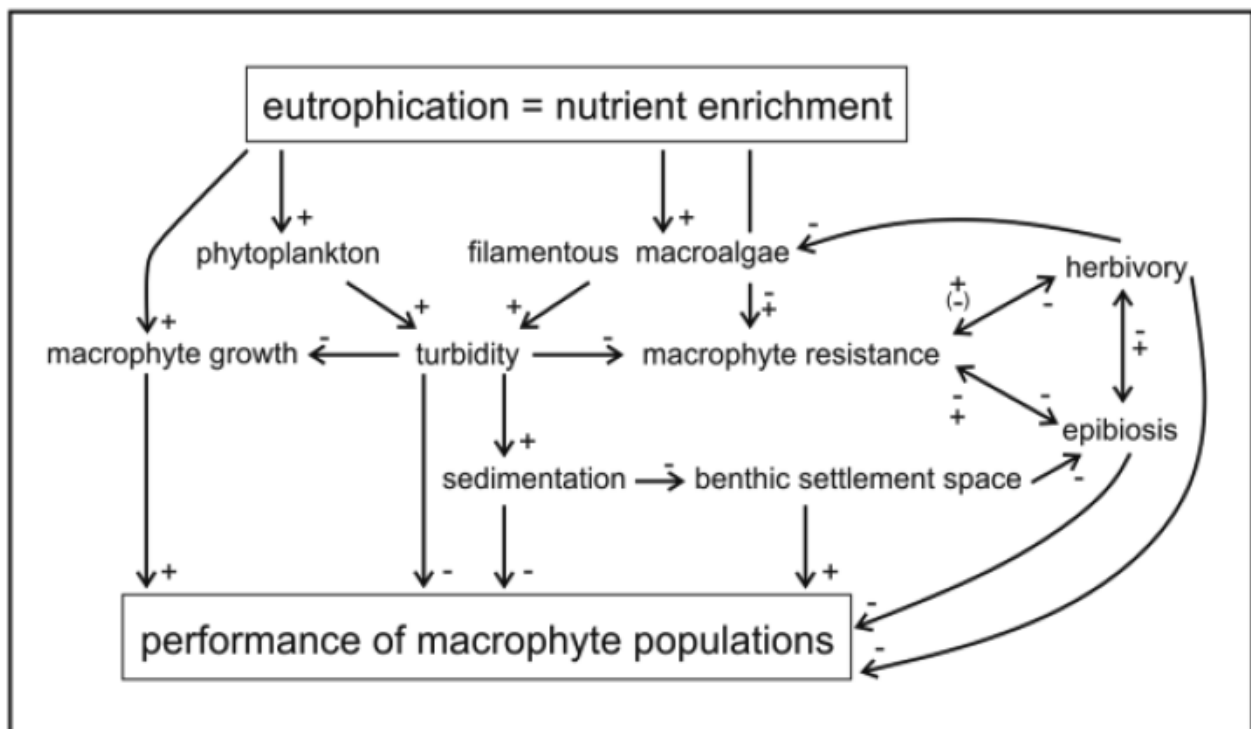 eutrophication = nutrient enrichment
+
+
phytoplankton
filamentous macroalgae
-
herbivory
+
(-)
-
+
+
+
-
+
-
+
macrophyte growth
-
turbidity
-
macrophyte resistance
-
+
-
epibiosis
+
sedimentation
-
benthic settlement space
-
+
-
-
+
-
-
performance of macrophyte populations